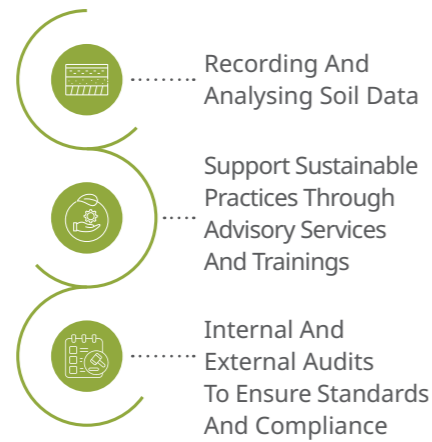 Recording And
Analysing Soil Data
Support Sustainable
Practices Through
Advisory Services
And Trainings
Internal And
External Audits
To Ensure Standards
And Compliance